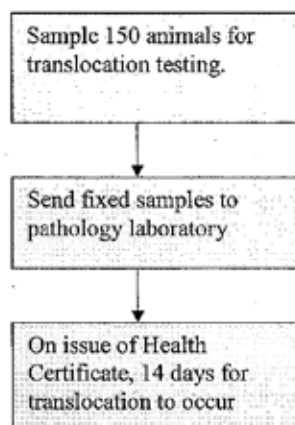 Sample 150 animals for
translocation testing.
Send fixed samples to
pathology laboratory
On issue of Health
Certificate, 14 days for
translocation to occur